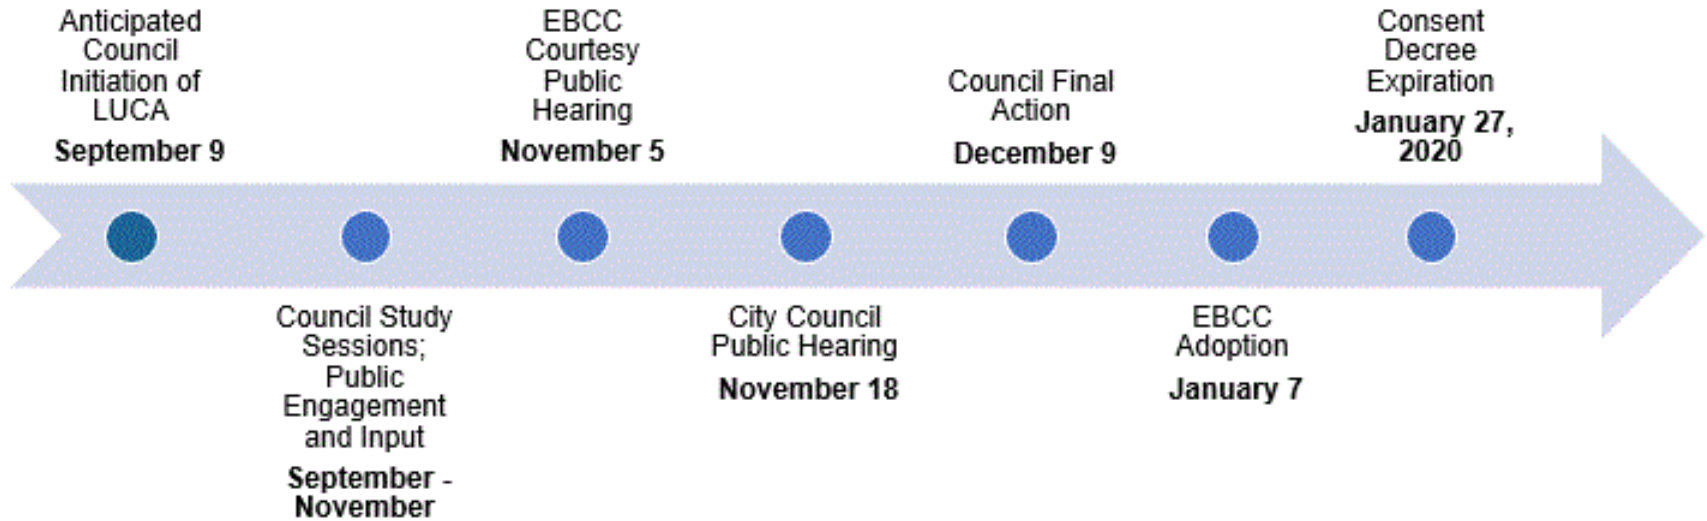 Anticipated
Council
Initiation of
LUCA
September 9
Council Study
Sessions;
Public
Engagement
and Input
September -
November
EBCC
Courtesy
Public
Hearing
November 5
City Council
Public Hearing
November 18
Council Final
Action
December 9
EBCC
Adoption
January 7
Consent
Decree
Expiration
January 27,
2020